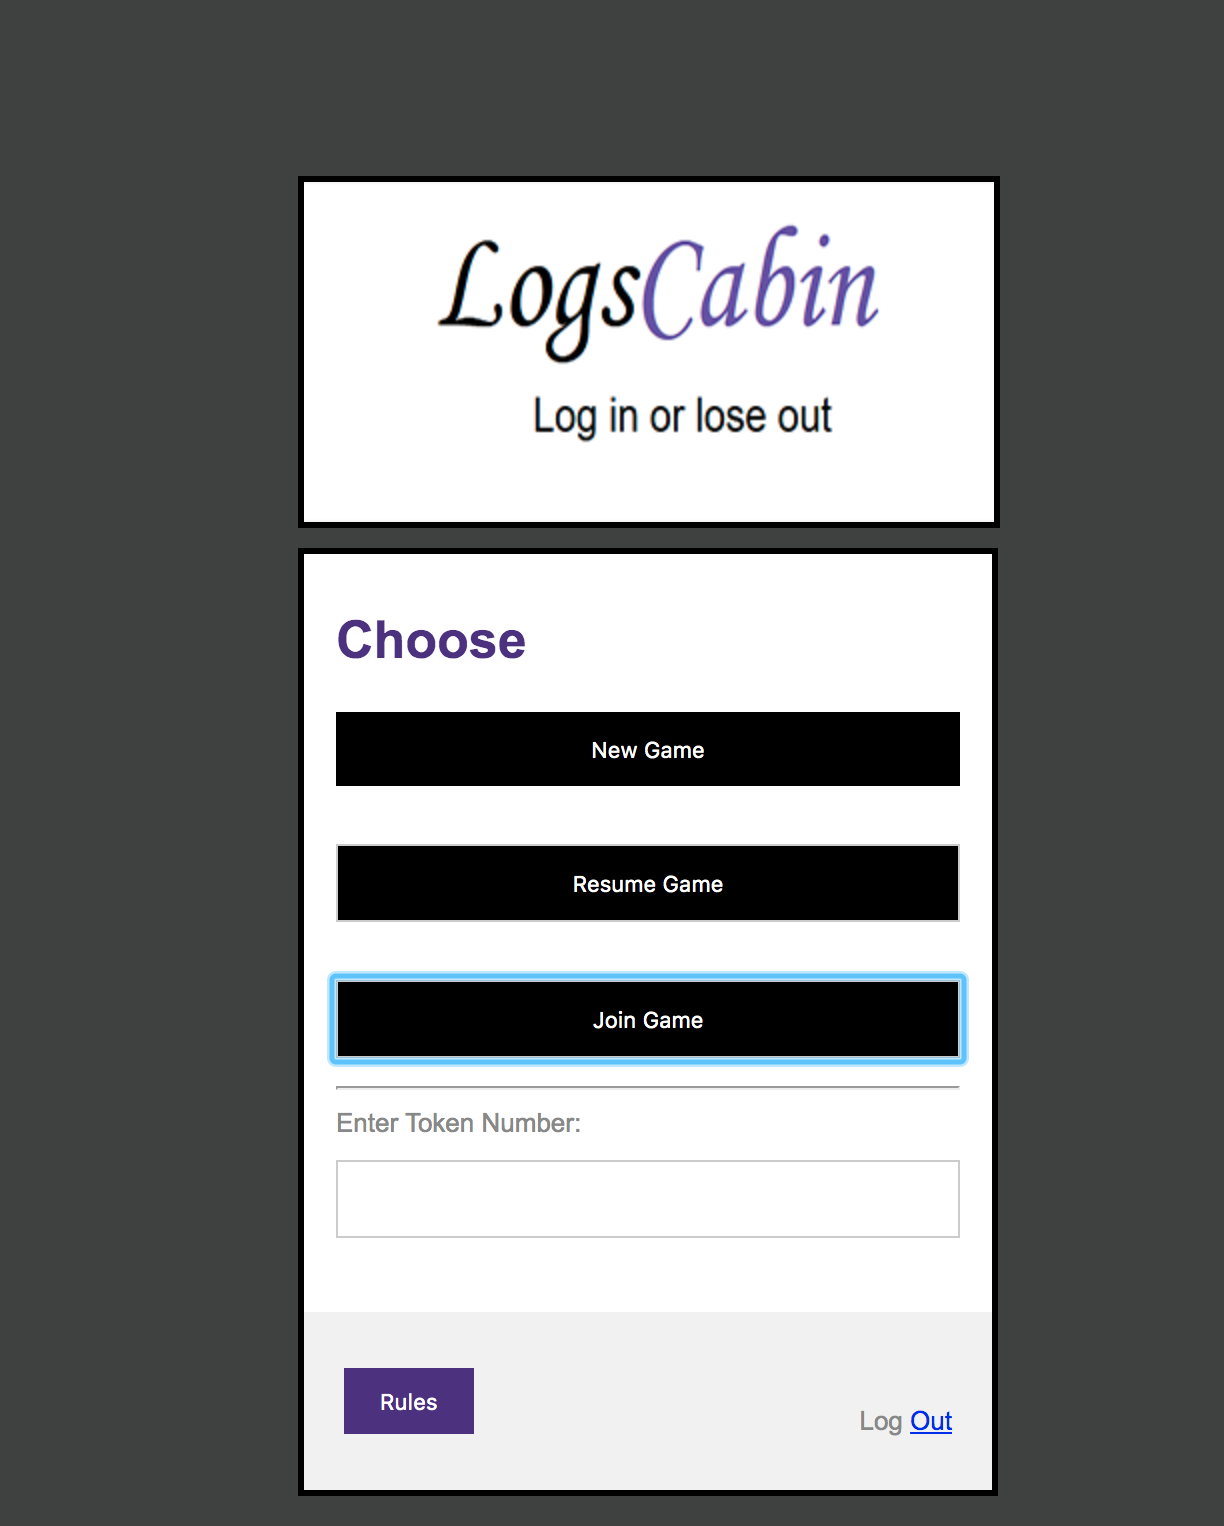 LogsCabin
Log in or lose out
Choose
New Game
Resume Game
Join Game
Enter Token Number:
Rules
Log Out